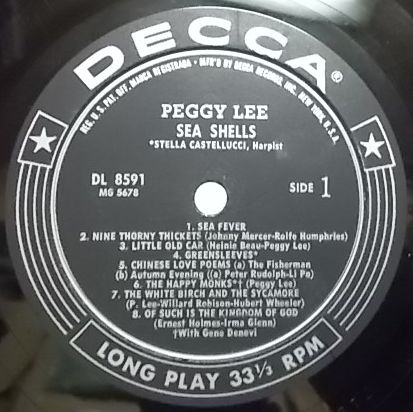 DECCA®
REG. U.S. PAT. OFF. MARCA REGISTRADA • MFR'D BY DECCA RECORDS, INC. NEW YORK, U.S.A.
PEGGY LEE
SEA SHELLS
*STELLA CASTELLUCCI, Harpist
DL 8591
MG 5678
SIDE 1
1. SEA FEVER
2. NINE THORNY THICKETS (Johnny Mercer-Rolfe Humphries)
3. LITTLE OLD CAR (Heinie Beau-Peggy Lee)
4. GREENSLEEVES*
5. CHINESE LOVE POEMS (a) The Fisherman
(b) Autumn Evening ((a) Peter Rudolph-Li Po)
6. THE HAPPY MONKS*† (Peggy Lee)
7. THE WHITE BIRCH AND THE SYCAMORE
(P. Lee-Willard Robison-Hubert Wheeler)
8. OF SUCH IS THE KINGDOM OF GOD
(Ernest Holmes-Irma Glenn)
†With Gene Denovi
LONG PLAY 33⅓ RPM